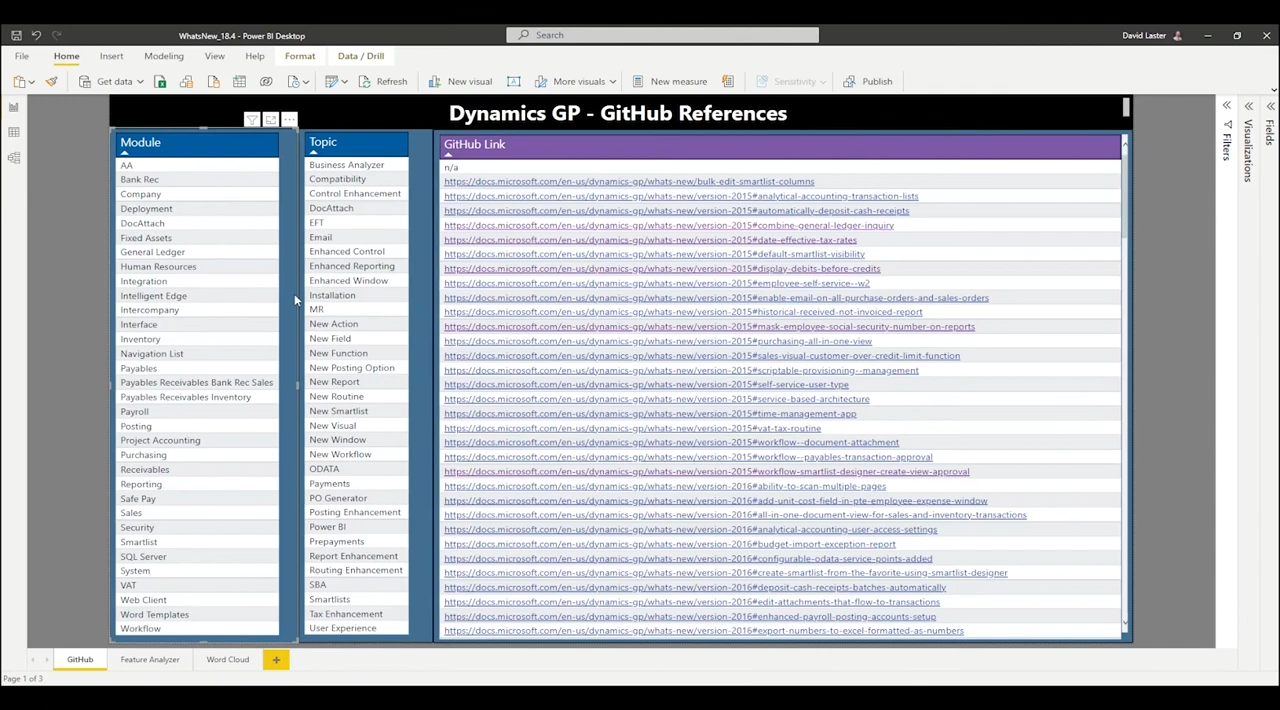 WhatsNew_18.4 - Power BI Desktop
Search
David Laster
File Home Insert Modeling View Help Format Data / Drill
Get data Refresh New visual More visuals New measure Sensitivity Publish
Dynamics GP - GitHub References
Module
AA
Bank Rec
Company
Deployment
DocAttach
Fixed Assets
General Ledger
Human Resources
Integration
Intelligent Edge
Intercompany
Interface
Inventory
Navigation List
Payables
Payables Receivables Bank Rec Sales
Payables Receivables Inventory
Payroll
Posting
Project Accounting
Purchasing
Receivables
Reporting
Safe Pay
Sales
Security
Smartlist
SQL Server
System
VAT
Web Client
Word Templates
Workflow
Topic
Business Analyzer
Compatibility
Control Enhancement
DocAttach
EFT
Email
Enhanced Control
Enhanced Reporting
Enhanced Window
Installation
MR
New Action
New Field
New Function
New Posting Option
New Report
New Routine
New Smartlist
New Visual
New Window
New Workflow
ODATA
Payments
PO Generator
Posting Enhancement
Power BI
Prepayments
Report Enhancement
Routing Enhancement
SBA
Smartlists
Tax Enhancement
User Experience
GitHub Link
n/a
https://docs.microsoft.com/en-us/dynamics-gp/whats-new/bulk-edit-smartlist-columns
https://docs.microsoft.com/en-us/dynamics-gp/whats-new/version-2015#analytical-accounting-transaction-lists
https://docs.microsoft.com/en-us/dynamics-gp/whats-new/version-2015#automatically-deposit-cash-receipts
https://docs.microsoft.com/en-us/dynamics-gp/whats-new/version-2015#combine-general-ledger-inquiry
https://docs.microsoft.com/en-us/dynamics-gp/whats-new/version-2015#date-effective-tax-rates
https://docs.microsoft.com/en-us/dynamics-gp/whats-new/version-2015#default-smartlist-visibility
https://docs.microsoft.com/en-us/dynamics-gp/whats-new/version-2015#display-debits-before-credits
https://docs.microsoft.com/en-us/dynamics-gp/whats-new/version-2015#employee-self-service--w2
https://docs.microsoft.com/en-us/dynamics-gp/whats-new/version-2015#enable-email-on-all-purchase-orders-and-sales-orders
https://docs.microsoft.com/en-us/dynamics-gp/whats-new/version-2015#historical-received-not-invoiced-report
https://docs.microsoft.com/en-us/dynamics-gp/whats-new/version-2015#mask-employee-social-security-number-on-reports
https://docs.microsoft.com/en-us/dynamics-gp/whats-new/version-2015#purchasing-all-in-one-view
https://docs.microsoft.com/en-us/dynamics-gp/whats-new/version-2015#sales-visual-customer-over-credit-limit-function
https://docs.microsoft.com/en-us/dynamics-gp/whats-new/version-2015#scriptable-provisioning--management
https://docs.microsoft.com/en-us/dynamics-gp/whats-new/version-2015#self-service-user-type
https://docs.microsoft.com/en-us/dynamics-gp/whats-new/version-2015#service-based-architecture
https://docs.microsoft.com/en-us/dynamics-gp/whats-new/version-2015#time-management-app
https://docs.microsoft.com/en-us/dynamics-gp/whats-new/version-2015#vat-tax-routine
https://docs.microsoft.com/en-us/dynamics-gp/whats-new/version-2015#workflow--document-attachment
https://docs.microsoft.com/en-us/dynamics-gp/whats-new/version-2015#workflow--payables-transaction-approval
https://docs.microsoft.com/en-us/dynamics-gp/whats-new/version-2015#workflow-smartlist-designer-create-view-approval
https://docs.microsoft.com/en-us/dynamics-gp/whats-new/version-2016#ability-to-scan-multiple-pages
https://docs.microsoft.com/en-us/dynamics-gp/whats-new/version-2016#add-unit-cost-field-in-pte-employee-expense-window
https://docs.microsoft.com/en-us/dynamics-gp/whats-new/version-2016#all-in-one-document-view-for-sales-and-inventory-transactions
https://docs.microsoft.com/en-us/dynamics-gp/whats-new/version-2016#analytical-accounting-user-access-settings
https://docs.microsoft.com/en-us/dynamics-gp/whats-new/version-2016#budget-import-exception-report
https://docs.microsoft.com/en-us/dynamics-gp/whats-new/version-2016#configurable-odata-service-points-added
https://docs.microsoft.com/en-us/dynamics-gp/whats-new/version-2016#create-smartlist-from-the-favorite-using-smartlist-designer
https://docs.microsoft.com/en-us/dynamics-gp/whats-new/version-2016#deposit-cash-receipts-batches-automatically
https://docs.microsoft.com/en-us/dynamics-gp/whats-new/version-2016#edit-attachments-that-flow-to-transactions
https://docs.microsoft.com/en-us/dynamics-gp/whats-new/version-2016#enhanced-payroll-posting-accounts-setup
https://docs.microsoft.com/en-us/dynamics-gp/whats-new/version-2016#export-numbers-to-excel-formatted-as-numbers
Filters
Visualizations
Fields
GitHub Feature Analyzer Word Cloud
Page 1 of 3